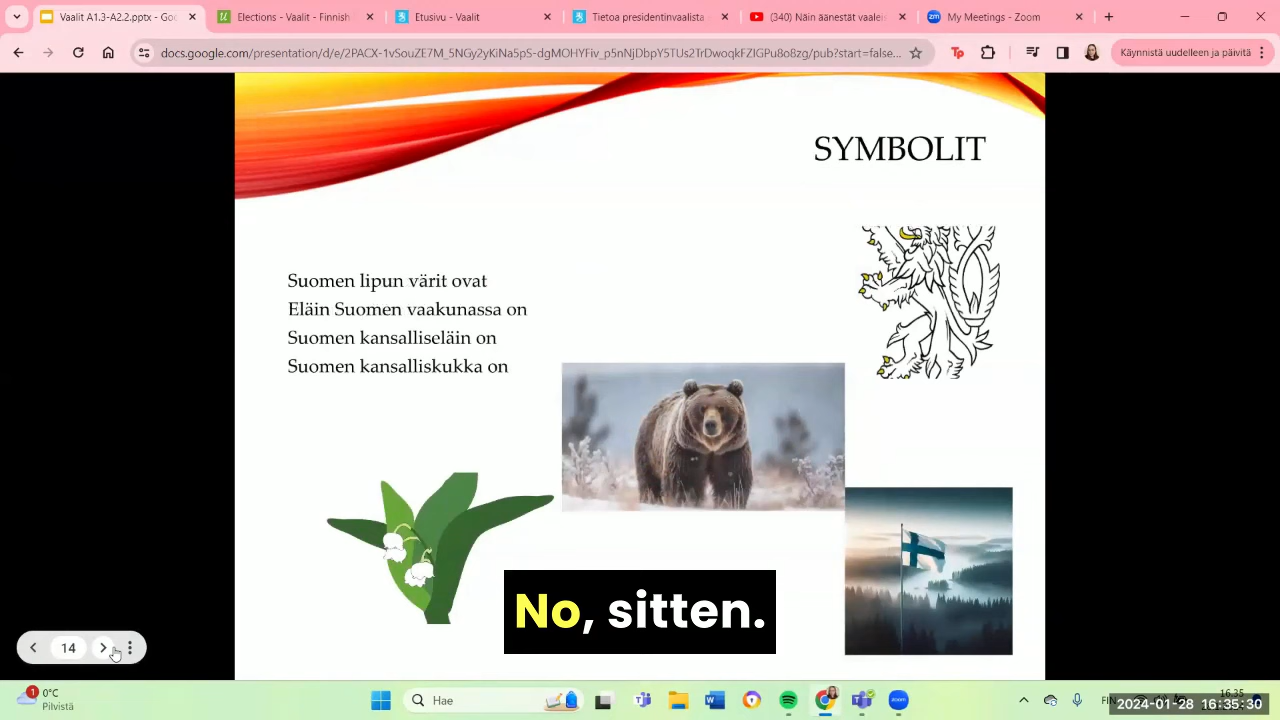 Vaalit A1.3-A2.2.pptx - Goo
Elections - Vaalit - Finnish
Etusivu - Vaalit
Tietoa presidentinvaalista -
(340) Näin äänestät vaalei
My Meetings - Zoom
docs.google.com/presentation/d/e/2PACX-1vSouZE7M_5NGy2yKiNa5pS-dgMOHYFiv_p5nNjDbpY5TUs2TrDwoqkFZIGPu8o8zg/pub?start=false...
Käynnistä uudelleen ja päivitä
SYMBOLIT
Suomen lipun värit ovat
Eläin Suomen vaakunassa on
Suomen kansalliseläin on
Suomen kansalliskukka on
No, sitten.
14
1
0°C
Pilvistä
Hae
FIN
16.35
2024-01-28 16:35:30